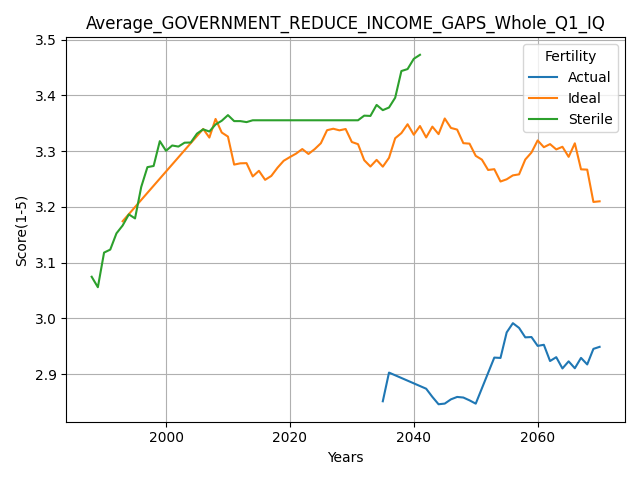 Average_GOVERNMENT_REDUCE_INCOME_GAPS_Whole_Q1_IQ
3.5
3.4
3.3
3.2
3.1
3.0
2.9
Score(1-5)
Fertility
Actual
Ideal
Sterile
2000
2020
2040
2060
Years